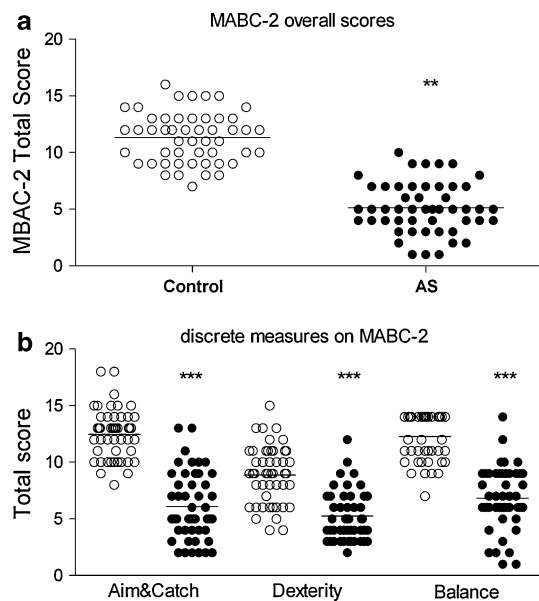 a
MABC-2 overall scores
MBAC-2 Total Score
20
15
10
5
0
**
Control
AS
b
discrete measures on MABC-2
Total score
20
15
10
5
0
***
***
***
Aim&Catch
Dexterity
Balance